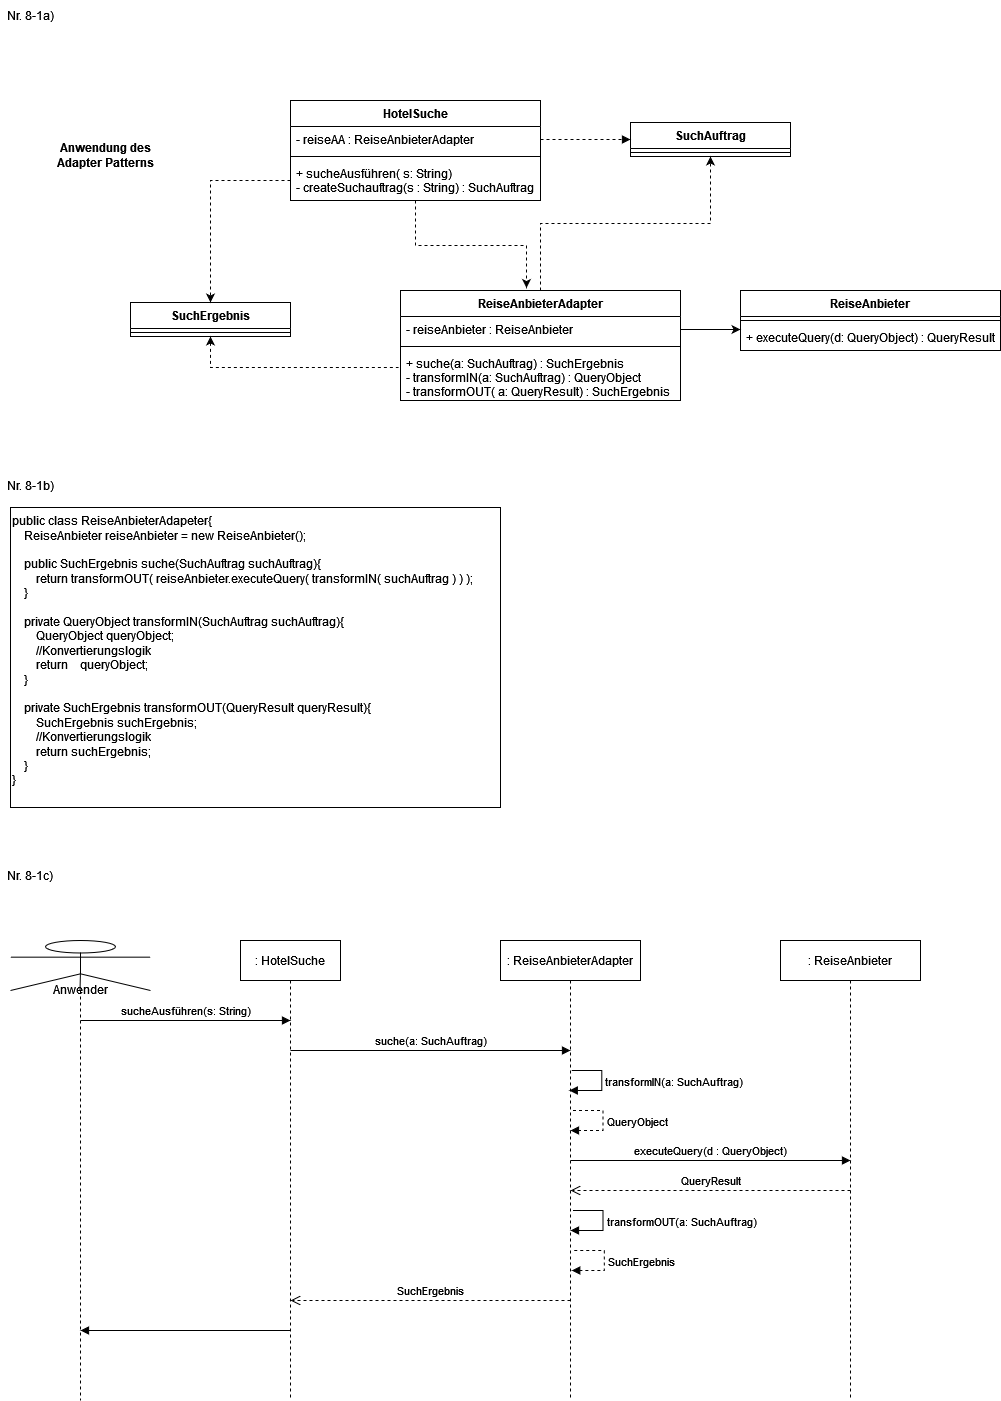 Nr. 8-1a)
Anwendung des
Adapter Patterns
HotelSuche
- reiseAA : ReiseAnbieterAdapter
+ sucheAusführen( s: String)
- createSuchauftrag(s : String) : SuchAuftrag
SuchAuftrag
SuchErgebnis
ReiseAnbieterAdapter
- reiseAnbieter : ReiseAnbieter
+ suche(a: SuchAuftrag) : SuchErgebnis
- transformIN(a: SuchAuftrag) : QueryObject
- transformOUT( a: QueryResult) : SuchErgebnis
ReiseAnbieter
+ executeQuery(d: QueryObject) : QueryResult
Nr. 8-1b)
public class ReiseAnbieterAdapeter{
ReiseAnbieter reiseAnbieter = new ReiseAnbieter();
public SuchErgebnis suche(SuchAuftrag suchAuftrag){
return transformOUT( reiseAnbieter.executeQuery( transformIN( suchAuftrag ) ) );
}
private QueryObject transformIN(SuchAuftrag suchAuftrag){
QueryObject queryObject;
//Konvertierungslogik
return queryObject;
}
private SuchErgebnis transformOUT(QueryResult queryResult){
SuchErgebnis suchErgebnis;
//Konvertierungslogik
return suchErgebnis;
}
}
Nr. 8-1c)
Anwender
: HotelSuche
: ReiseAnbieterAdapter
: ReiseAnbieter
sucheAusführen(s: String)
suche(a: SuchAuftrag)
transformIN(a: SuchAuftrag)
QueryObject
executeQuery(d : QueryObject)
QueryResult
transformOUT(a: SuchAuftrag)
SuchErgebnis
SuchErgebnis